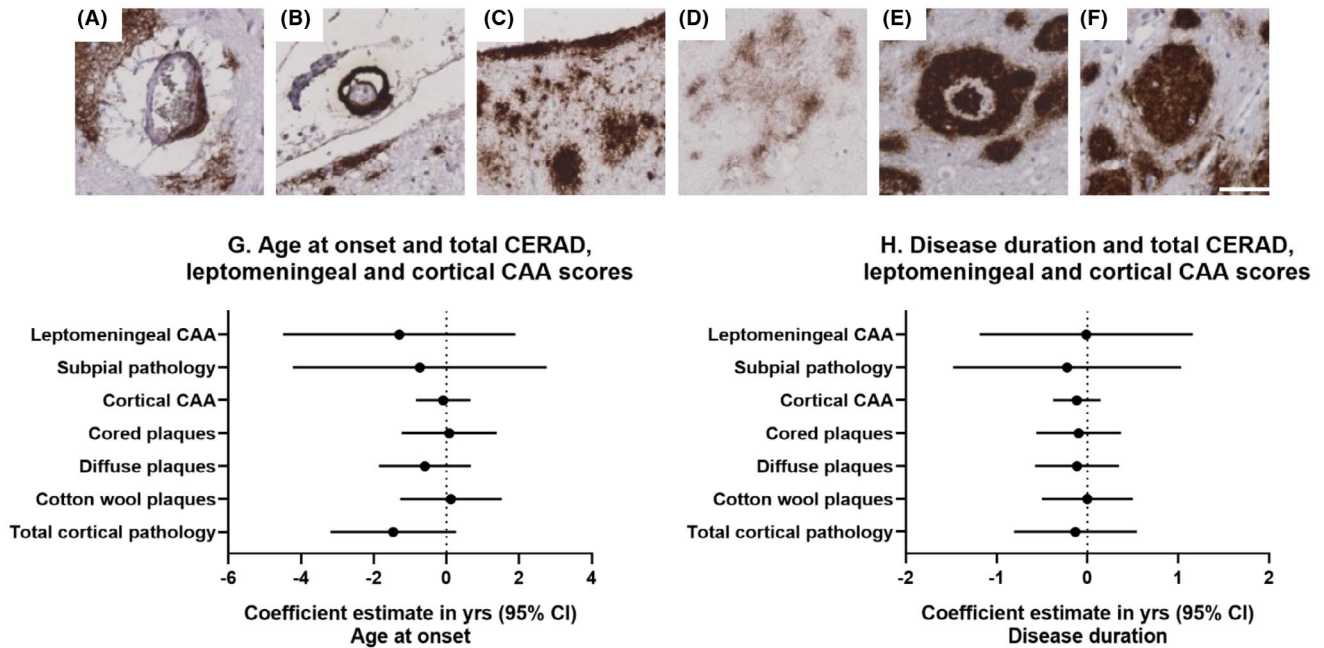 (A)
(B)
(C)
(D)
(E)
(F)
G. Age at onset and total CERAD,
leptomeningeal and cortical CAA scores
Leptomeningeal CAA
Subpial pathology
Cortical CAA
Cored plaques
Diffuse plaques
Cotton wool plaques
Total cortical pathology
-6
-4
-2
0
2
4
Coefficient estimate in yrs (95% CI)
Age at onset
H. Disease duration and total CERAD,
leptomeningeal and cortical CAA scores
Leptomeningeal CAA
Subpial pathology
Cortical CAA
Cored plaques
Diffuse plaques
Cotton wool plaques
Total cortical pathology
-2
-1
0
1
2
Coefficient estimate in yrs (95% CI)
Disease duration